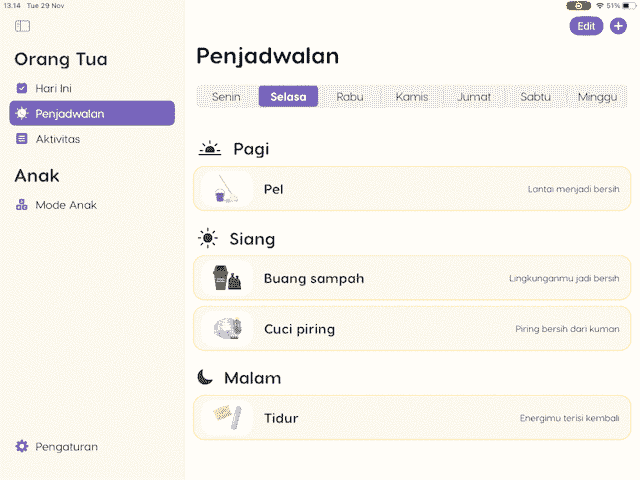 13.14 Tue 29 Nov
51%
Edit
Orang Tua
Hari Ini
Penjadwalan
Aktivitas
Anak
Mode Anak
Pengaturan
Penjadwalan
Senin Selasa Rabu Kamis Jumat Sabtu Minggu
Pagi
Pel Lantai menjadi bersih
Siang
Buang sampah Lingkunganmu jadi bersih
Cuci piring Piring bersih dari kuman
Malam
Tidur Energimu terisi kembali